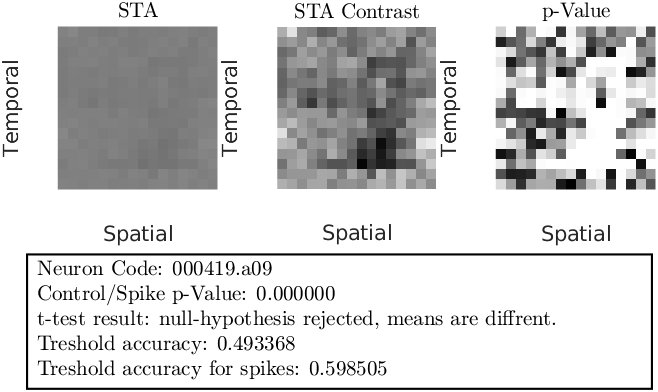 STA
STA Contrast
p-Value
Temporal
Temporal
Temporal
Spatial
Spatial
Spatial
Neuron Code: 000419.a09
Control/Spike p-Value: 0.000000
t-test result: null-hypothesis rejected, means are diffrent.
Treshold accuracy: 0.493368
Treshold accuracy for spikes: 0.598505